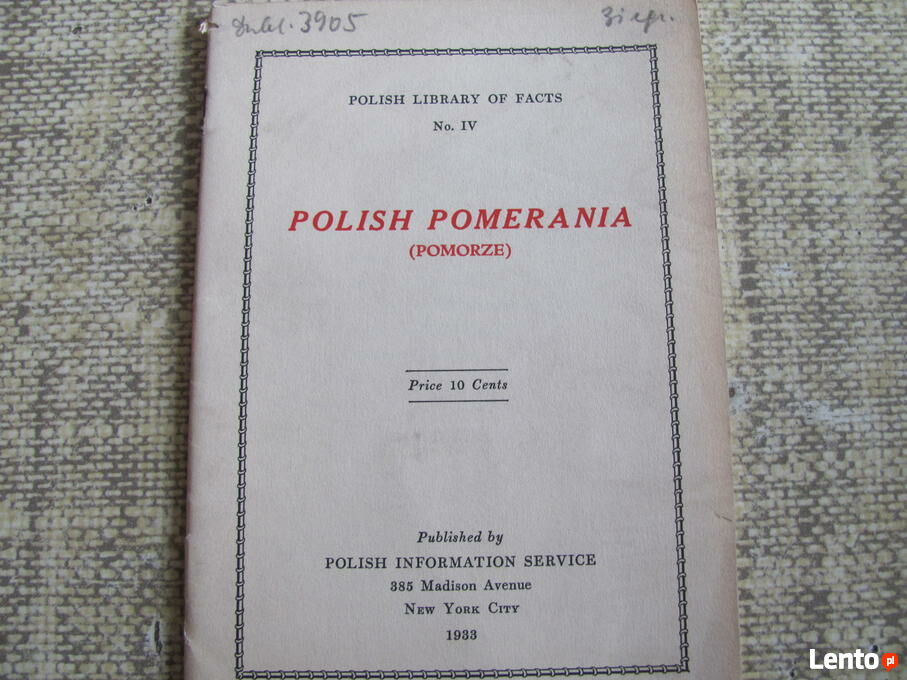 3905
POLISH LIBRARY OF FACTS
No. IV
POLISH POMERANIA
(POMORZE)
Price 10 Cents
Published by
POLISH INFORMATION SERVICE
385 Madison Avenue
NEW YORK CITY
1933
Lento.pl